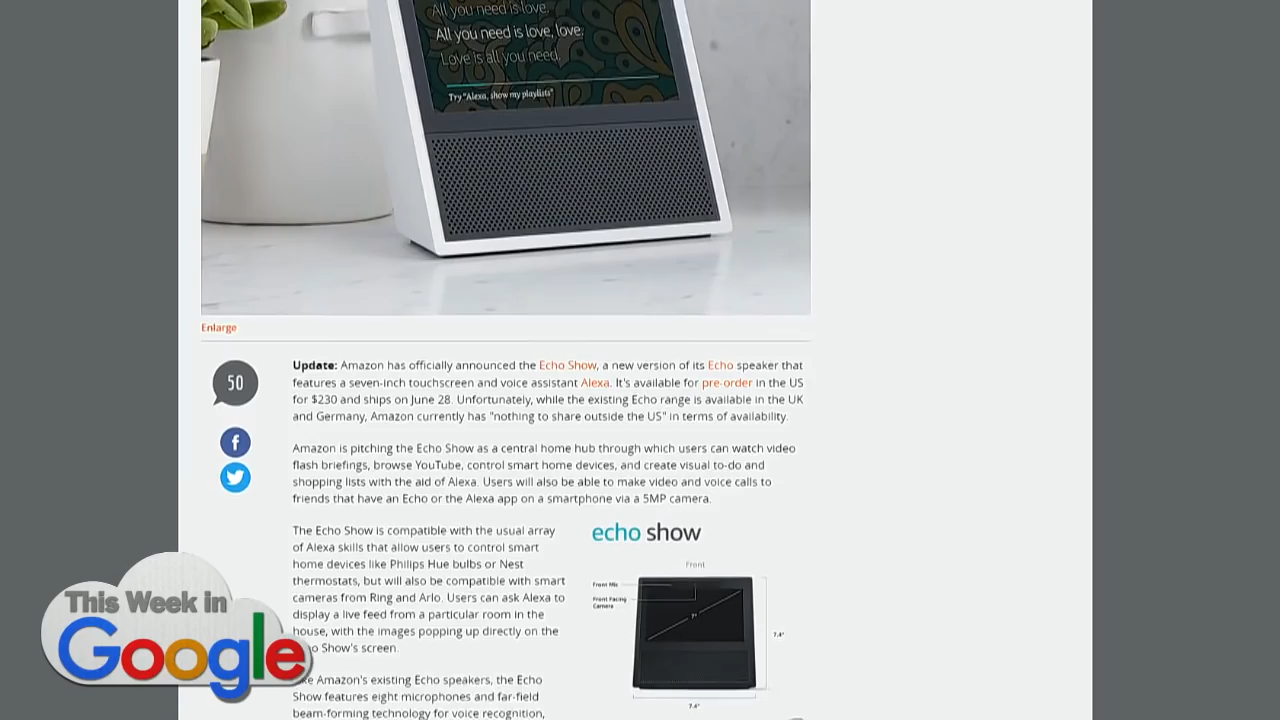 All you need is love,
All you need is love, love.
Love is all you need.
Try "Alexa, show my playlists"
Enlarge
50
Update: Amazon has officially announced the Echo Show, a new version of its Echo speaker that
features a seven-inch touchscreen and voice assistant Alexa. It's available for pre-order in the US
for $230 and ships on June 28. Unfortunately, while the existing Echo range is available in the UK
and Germany, Amazon currently has "nothing to share outside the US" in terms of availability.
Amazon is pitching the Echo Show as a central home hub through which users can watch video
flash briefings, browse YouTube, control smart home devices, and create visual to-do and
shopping lists with the aid of Alexa. Users will also be able to make video and voice calls to
friends that have an Echo or the Alexa app on a smartphone via a 5MP camera.
The Echo Show is compatible with the usual array
of Alexa skills that allow users to control smart
home devices like Philips Hue bulbs or Nest
thermostats, but will also be compatible with smart
cameras from Ring and Arlo. Users can ask Alexa to
display a live feed from a particular room in the
house, with the images popping up directly on the
o Show's screen.
e Amazon's existing Echo speakers, the Echo
Show features eight microphones and far-field
beam-forming technology for voice recognition,
echo show
Front
Front Mic
Front Facing
Camera
7"
7.4"
7.4"
This Week in
Google